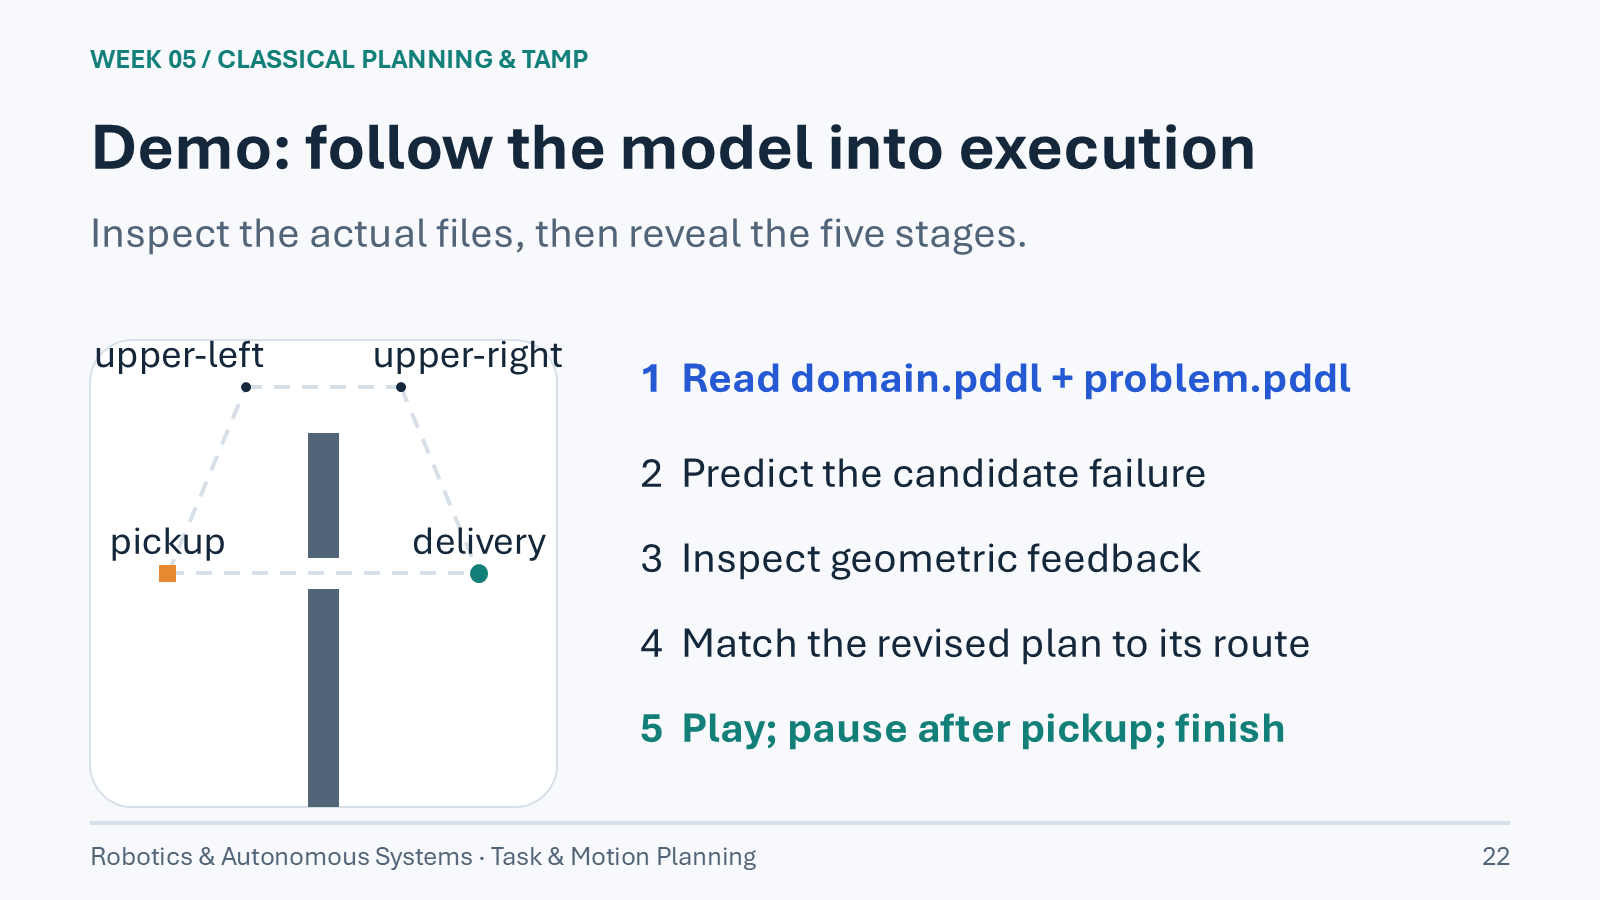 WEEK 05 / CLASSICAL PLANNING & TAMP
Demo: follow the model into execution
Inspect the actual files, then reveal the five stages.
upper-left
upper-right
pickup
delivery
1 Read domain.pddl + problem.pddl
2 Predict the candidate failure
3 Inspect geometric feedback
4 Match the revised plan to its route
5 Play; pause after pickup; finish
Robotics & Autonomous Systems · Task & Motion Planning
22